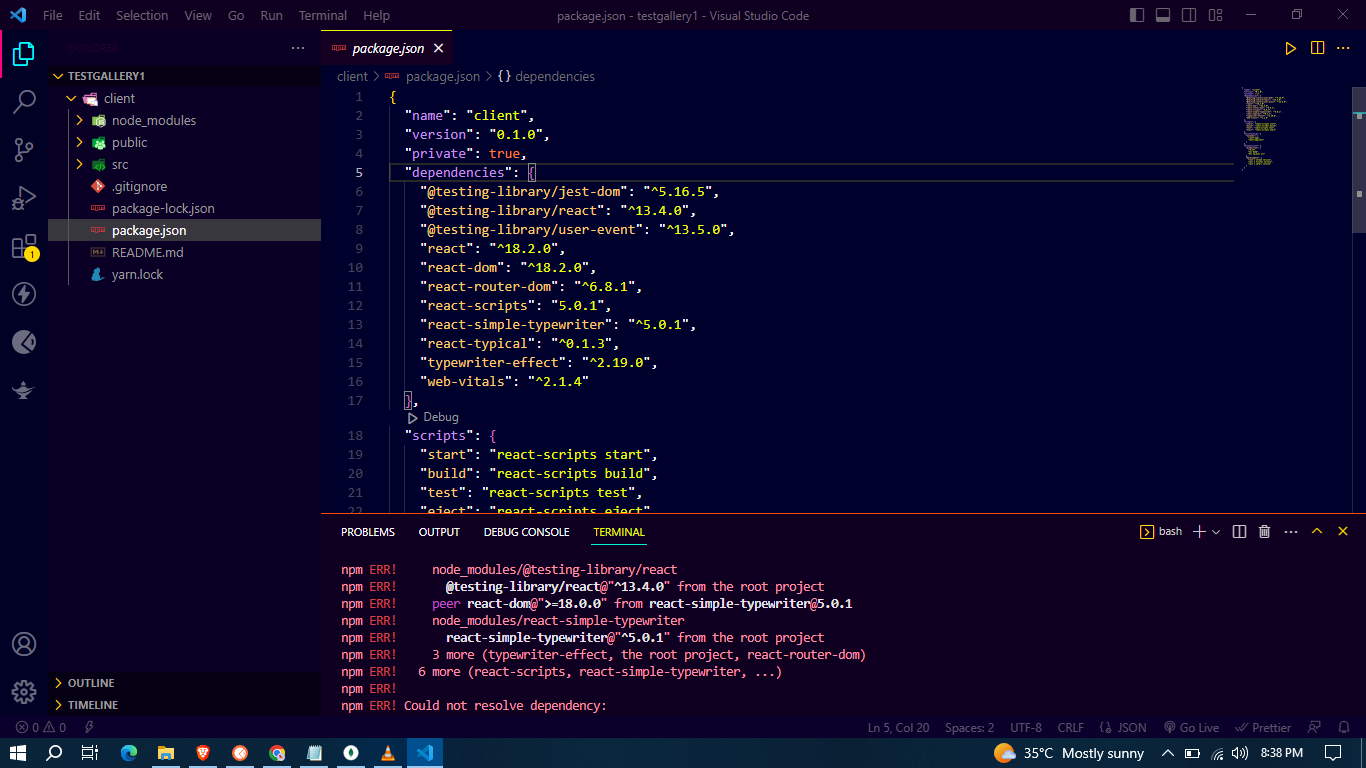 File Edit Selection View Go Run Terminal Help
package.json - testgallery1 - Visual Studio Code
EXPLORER
TESTGALLERY1
client
node_modules
public
src
.gitignore
package-lock.json
package.json
README.md
yarn.lock
1
OUTLINE
TIMELINE
package.json
client > package.json > {} dependencies
1 {
2 "name": "client",
3 "version": "0.1.0",
4 "private": true,
5 "dependencies": {
6 "@testing-library/jest-dom": "^5.16.5",
7 "@testing-library/react": "^13.4.0",
8 "@testing-library/user-event": "^13.5.0",
9 "react": "^18.2.0",
10 "react-dom": "^18.2.0",
11 "react-router-dom": "^6.8.1",
12 "react-scripts": "5.0.1",
13 "react-simple-typewriter": "^5.0.1",
14 "react-typical": "^0.1.3",
15 "typewriter-effect": "^2.19.0",
16 "web-vitals": "^2.1.4"
17 },
Debug
18 "scripts": {
19 "start": "react-scripts start",
20 "build": "react-scripts build",
21 "test": "react-scripts test",
22 "eject": "react-scripts eject"
PROBLEMS OUTPUT DEBUG CONSOLE TERMINAL
bash
npm ERR! node_modules/@testing-library/react
npm ERR! @testing-library/react@"^13.4.0" from the root project
npm ERR! peer react-dom@">=18.0.0" from react-simple-typewriter@5.0.1
npm ERR! node_modules/react-simple-typewriter
npm ERR! react-simple-typewriter@"^5.0.1" from the root project
npm ERR! 3 more (typewriter-effect, the root project, react-router-dom)
npm ERR! 6 more (react-scripts, react-simple-typewriter, ...)
npm ERR!
npm ERR! Could not resolve dependency:
0 0
Ln 5, Col 20 Spaces: 2 UTF-8 CRLF {} JSON Go Live Prettier
35°C Mostly sunny 8:38 PM